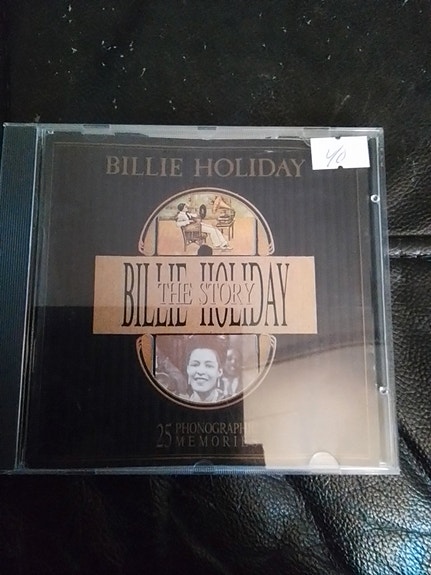 BILLIE HOLIDAY
BILLIE HOLIDAY
THE STORY
25 PHONOGRAPHIC
MEMORIES